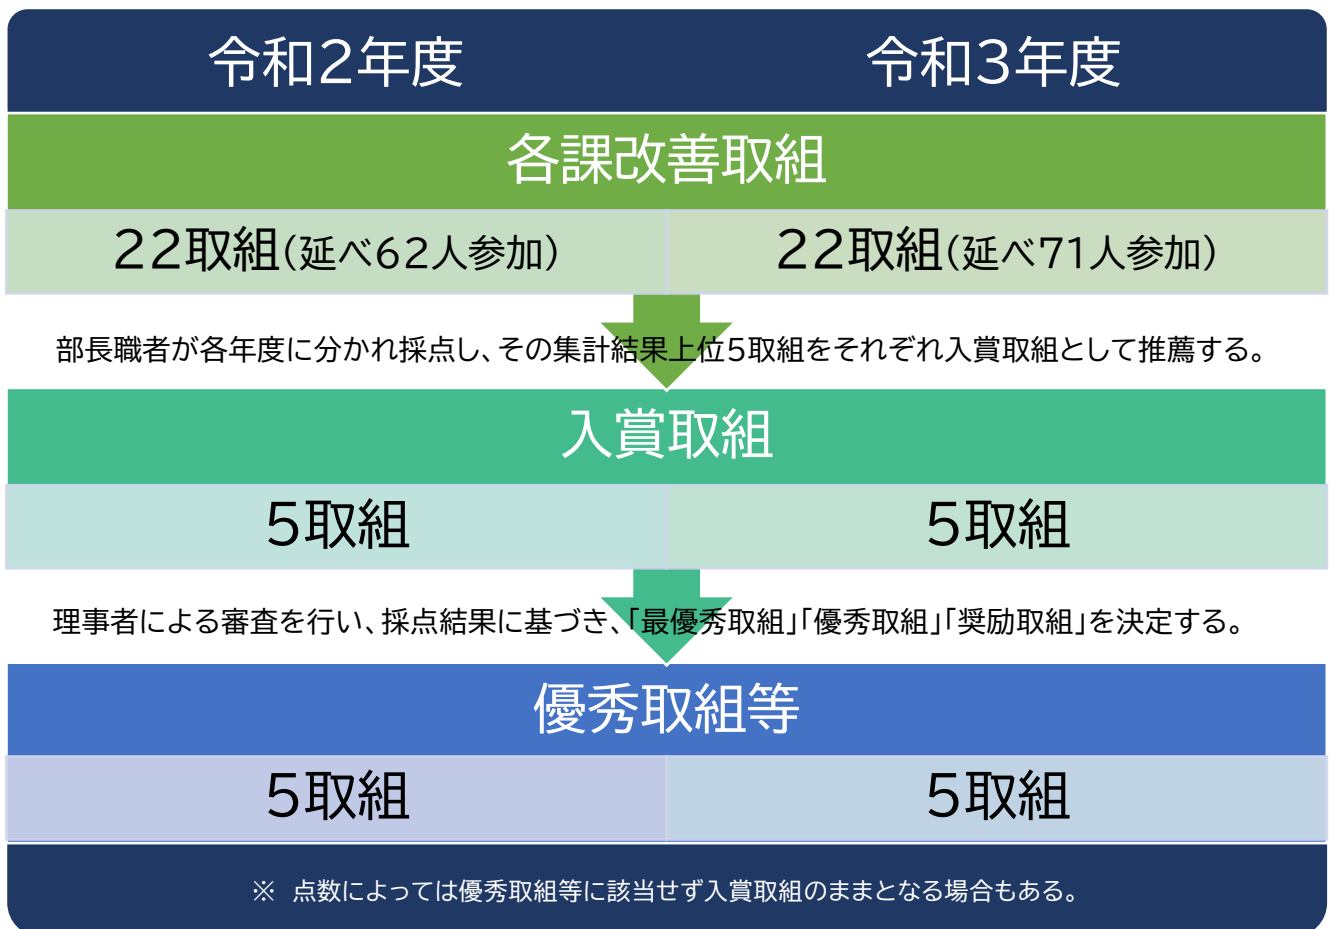 令和2年度 令和3年度
各課改善取組
22取組(延べ62人参加) 22取組(延べ71人参加)
部長職者が各年度に分かれ採点し、その集計結果上位5取組をそれぞれ入賞取組として推薦する。
入賞取組
5取組 5取組
理事者による審査を行い、採点結果に基づき、「最優秀取組」「優秀取組」「奨励取組」を決定する。
優秀取組等
5取組 5取組
※ 点数によっては優秀取組等に該当せず入賞取組のままとなる場合もある。